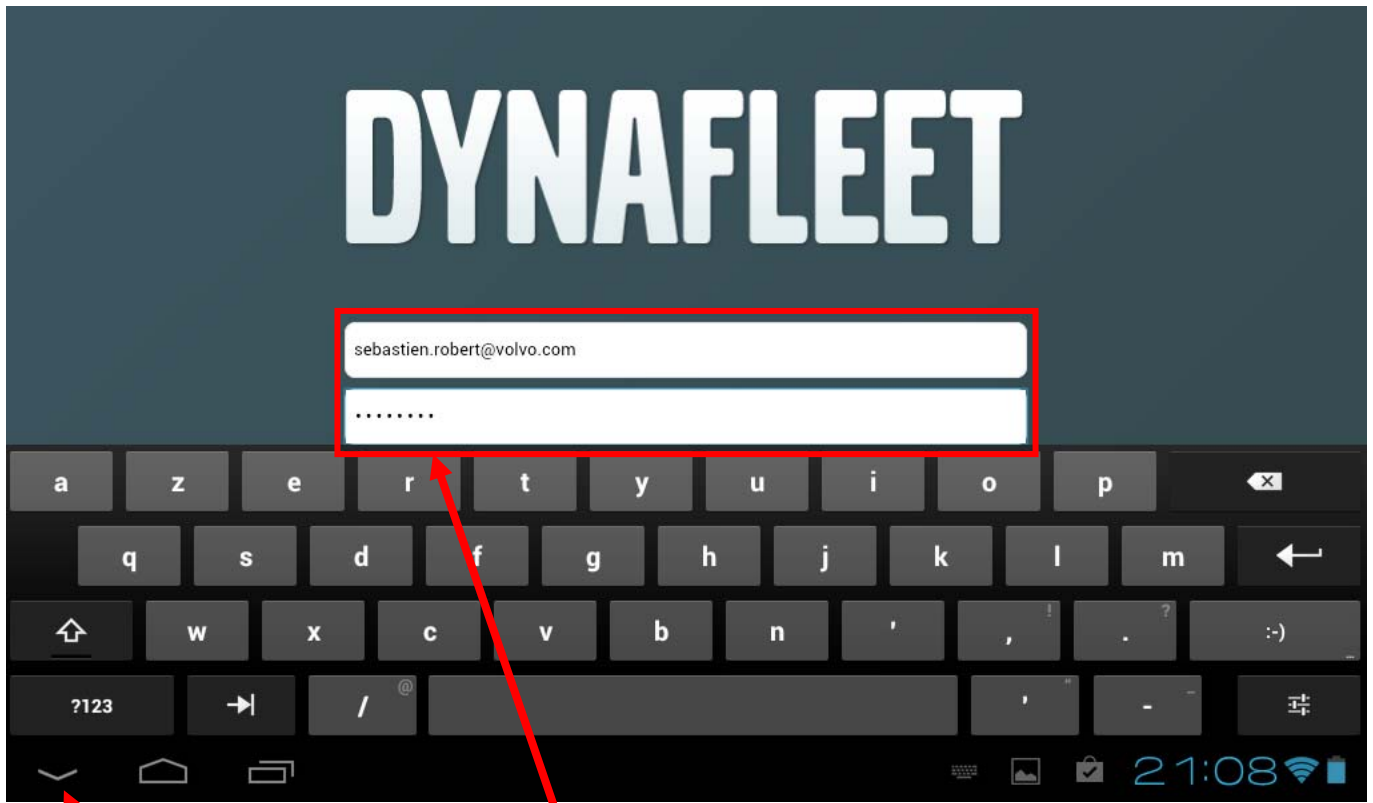 DYNAFLEET
sebastien.robert@volvo.com
········
a z e r t y u i o p
q s d f g h j k l m
w x c v b n ' , ! . ? :-)
?123 / @ ' " - _
21:08